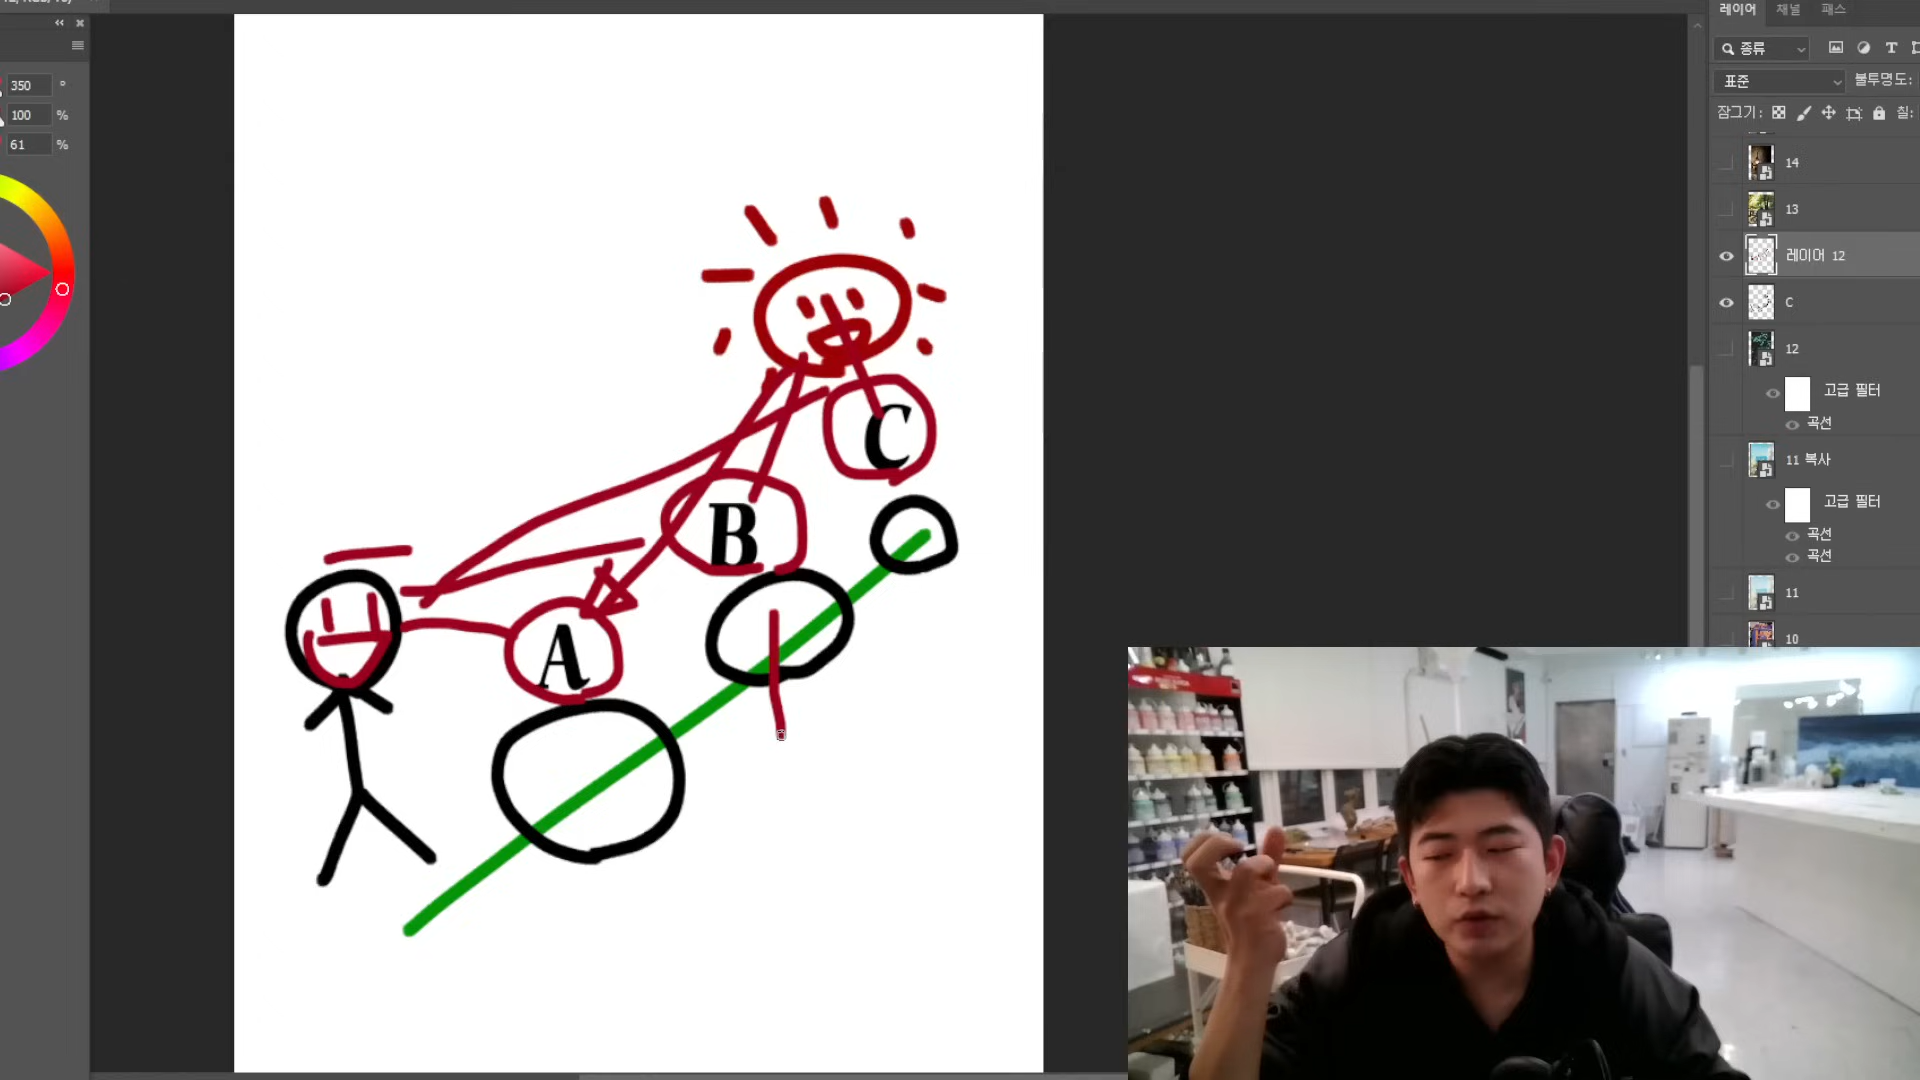 350 °
100 %
61 %
C
B
A
레이어 채널 패스
종류
표준 불투명도:
잠그기: 칠:
14
13
레이어 12
C
12
고급 필터
곡선
11 복사
고급 필터
곡선
곡선
11
10